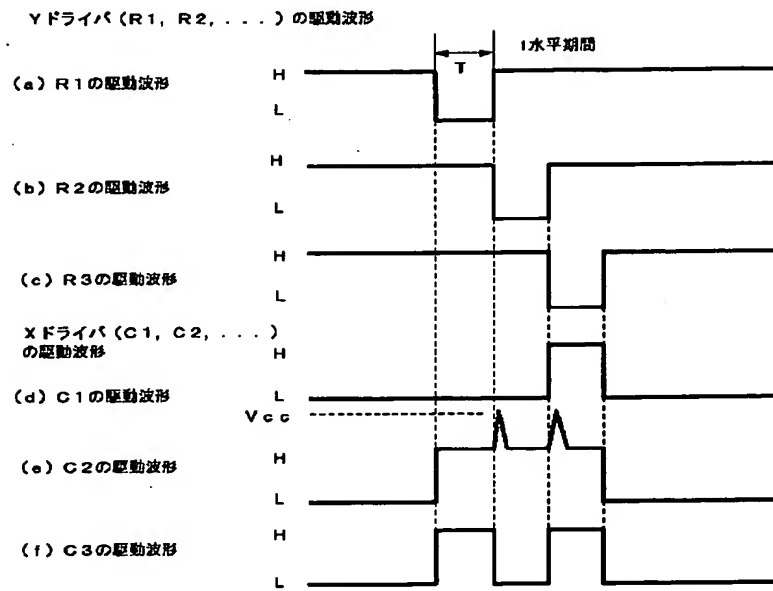 Yドライバ（R1，R2，...）の駆動波形
T
1水平期間
（a）R1の駆動波形
H
L
（b）R2の駆動波形
H
L
（c）R3の駆動波形
H
L
Xドライバ（C1，C2，...）
の駆動波形
H
（d）C1の駆動波形
L
Vcc
（e）C2の駆動波形
H
L
（f）C3の駆動波形
H
L